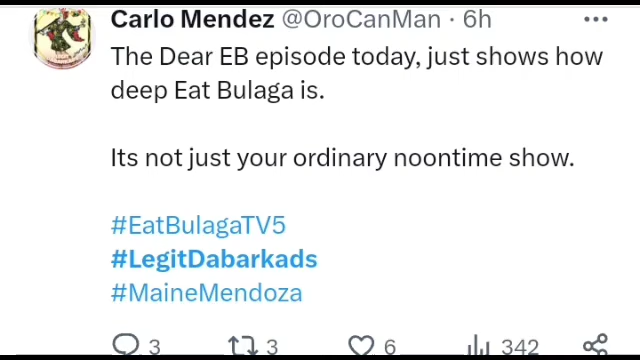 Carlo Mendez @OroCanMan · 6h
The Dear EB episode today, just shows how
deep Eat Bulaga is.
Its not just your ordinary noontime show.
#EatBulagaTV5
#LegitDabarkads
#MaineMendoza
3 3 6 342